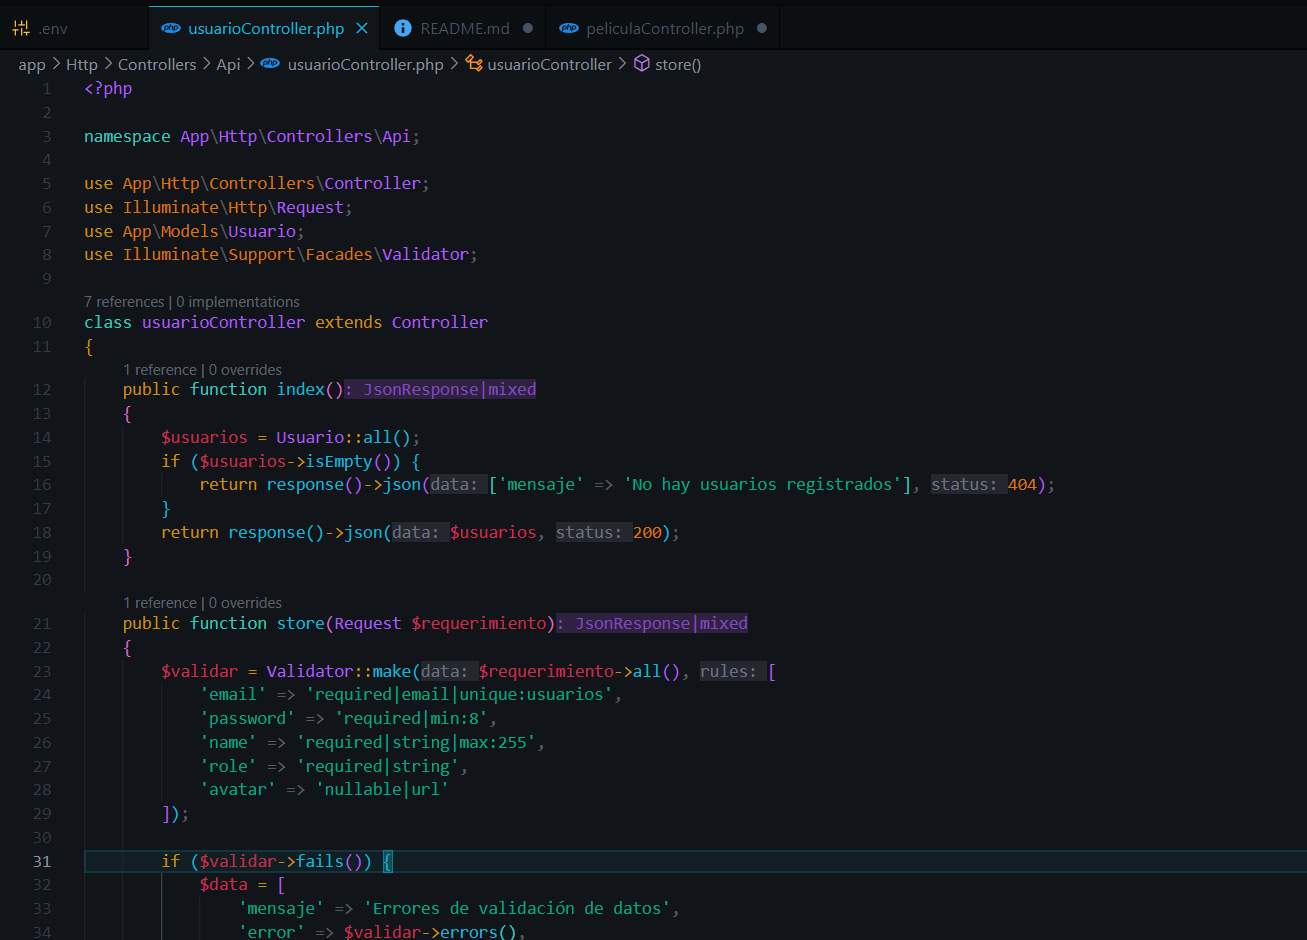 .env
usuarioController.php
README.md
peliculaController.php
app > Http > Controllers > Api > usuarioController.php > usuarioController > store()
1 <?php
2
3 namespace App\Http\Controllers\Api;
4
5 use App\Http\Controllers\Controller;
6 use Illuminate\Http\Request;
7 use App\Models\Usuario;
8 use Illuminate\Support\Facades\Validator;
9
7 references | 0 implementations
10 class usuarioController extends Controller
11 {
1 reference | 0 overrides
12 public function index(): JsonResponse|mixed
13 {
14 $usuarios = Usuario::all();
15 if ($usuarios->isEmpty()) {
16 return response()->json(data: ['mensaje' => 'No hay usuarios registrados'], status: 404);
17 }
18 return response()->json(data: $usuarios, status: 200);
19 }
20
1 reference | 0 overrides
21 public function store(Request $requerimiento): JsonResponse|mixed
22 {
23 $validar = Validator::make(data: $requerimiento->all(), rules: [
24 'email' => 'required|email|unique:usuarios',
25 'password' => 'required|min:8',
26 'name' => 'required|string|max:255',
27 'role' => 'required|string',
28 'avatar' => 'nullable|url'
29 ]);
30
31 if ($validar->fails()) {
32 $data = [
33 'mensaje' => 'Errores de validación de datos',
34 'error' => $validar->errors(),